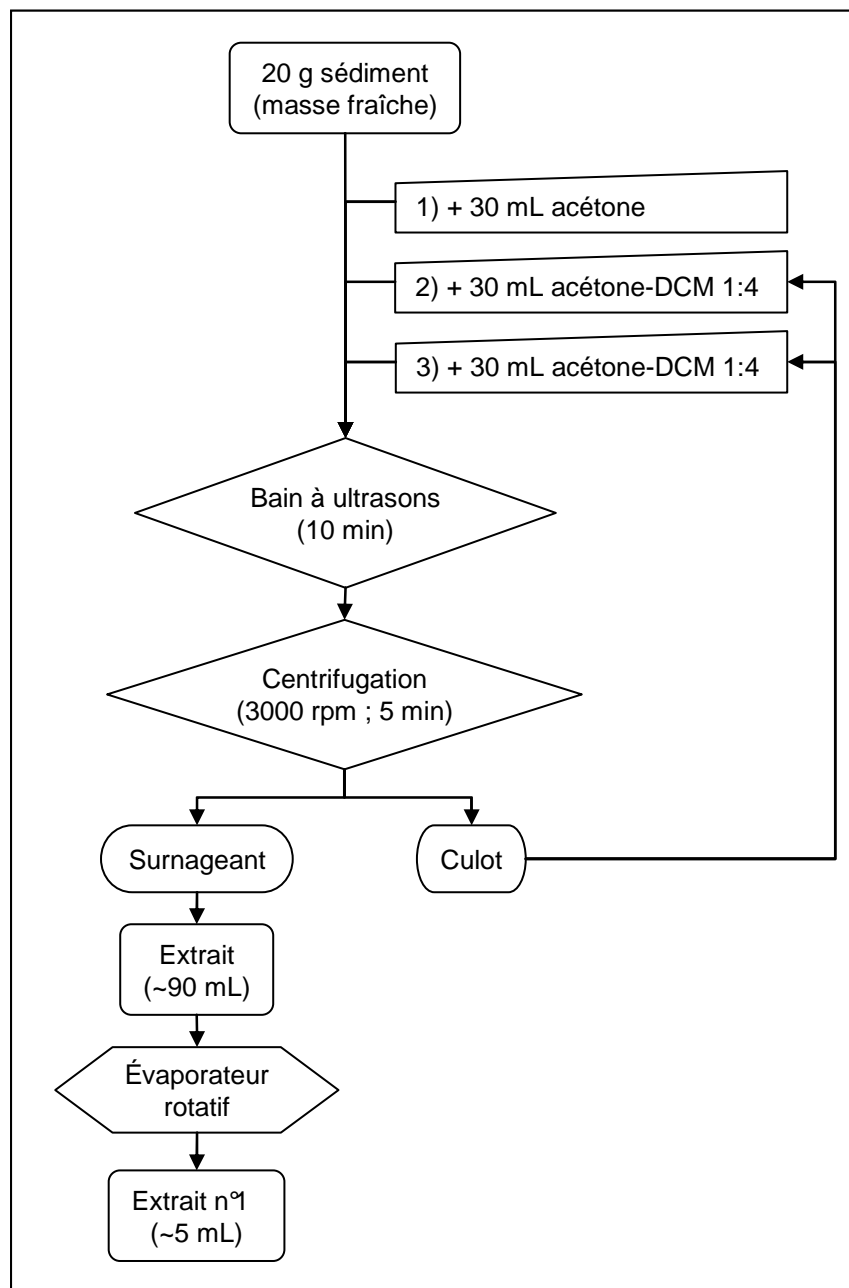 20 g sédiment
(masse fraîche)
1) + 30 mL acétone
2) + 30 mL acétone-DCM 1:4
3) + 30 mL acétone-DCM 1:4
Bain à ultrasons
(10 min)
Centrifugation
(3000 rpm ; 5 min)
Surnageant
Culot
Extrait
(~90 mL)
Évaporateur
rotatif
Extrait n°1
(~5 mL)